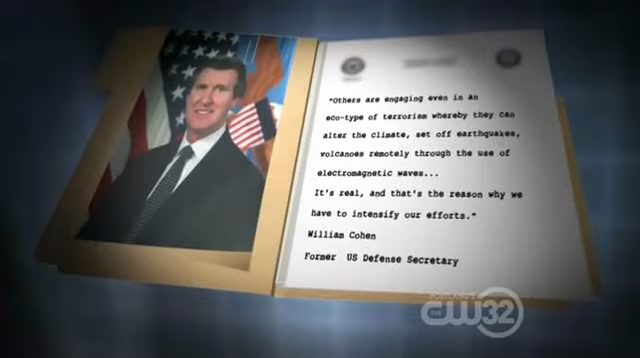 "Others are engaging even in an
eco-type of terrorism whereby they can
alter the climate, set off earthquakes,
volcanoes remotely through the use of
electromagnetic waves...
It's real, and that's the reason why we
have to intensify our efforts."
William Cohen
Former US Defense Secretary
PORTLAND'S
THE CW32